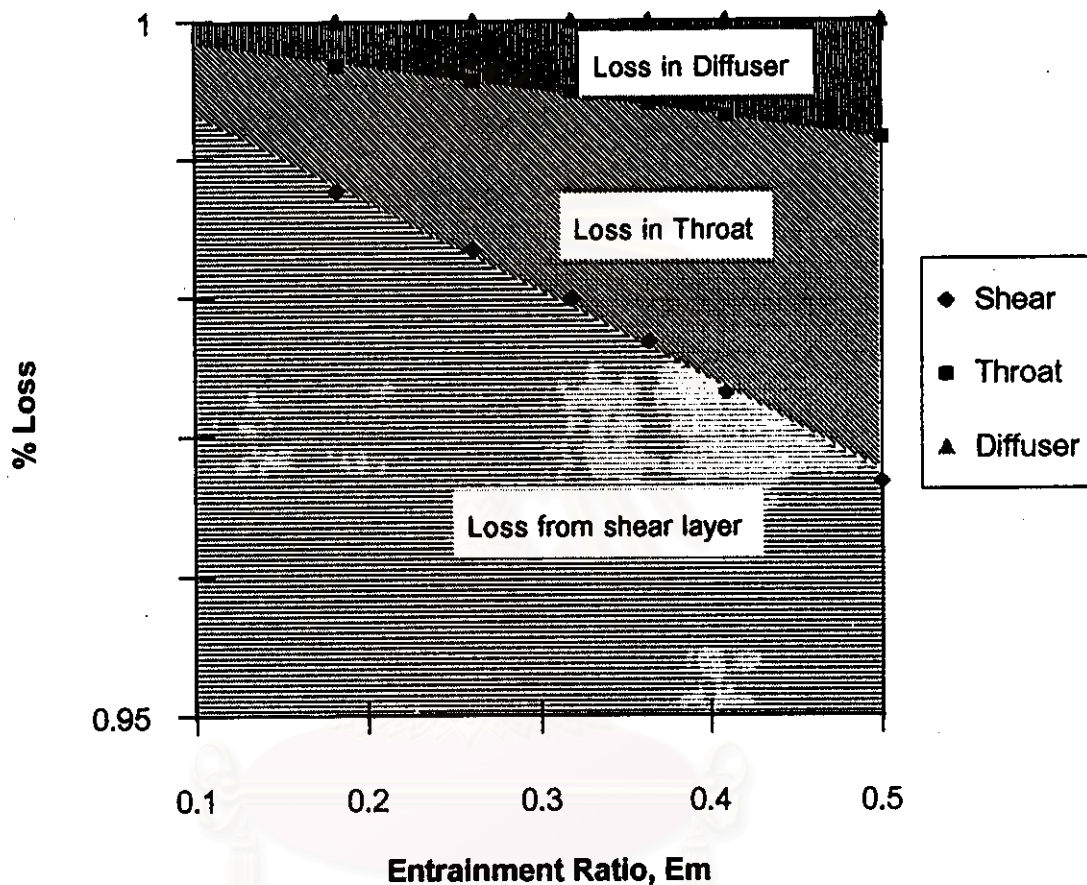 1
Loss in Diffuser
Loss in Throat
Shear
Throat
Diffuser
% Loss
Loss from shear layer
0.95
0.1 0.2 0.3 0.4 0.5
Entrainment Ratio, Em